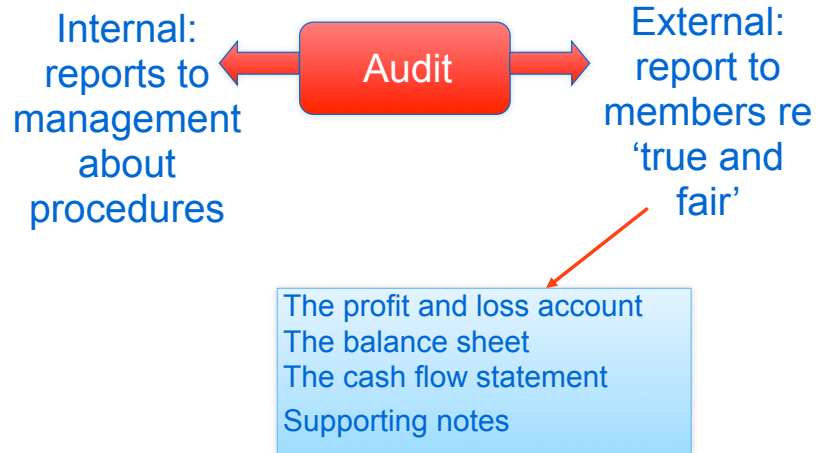 Internal:
reports to
management
about
procedures
Audit
External:
report to
members re
‘true and
fair’
The profit and loss account
The balance sheet
The cash flow statement
Supporting notes